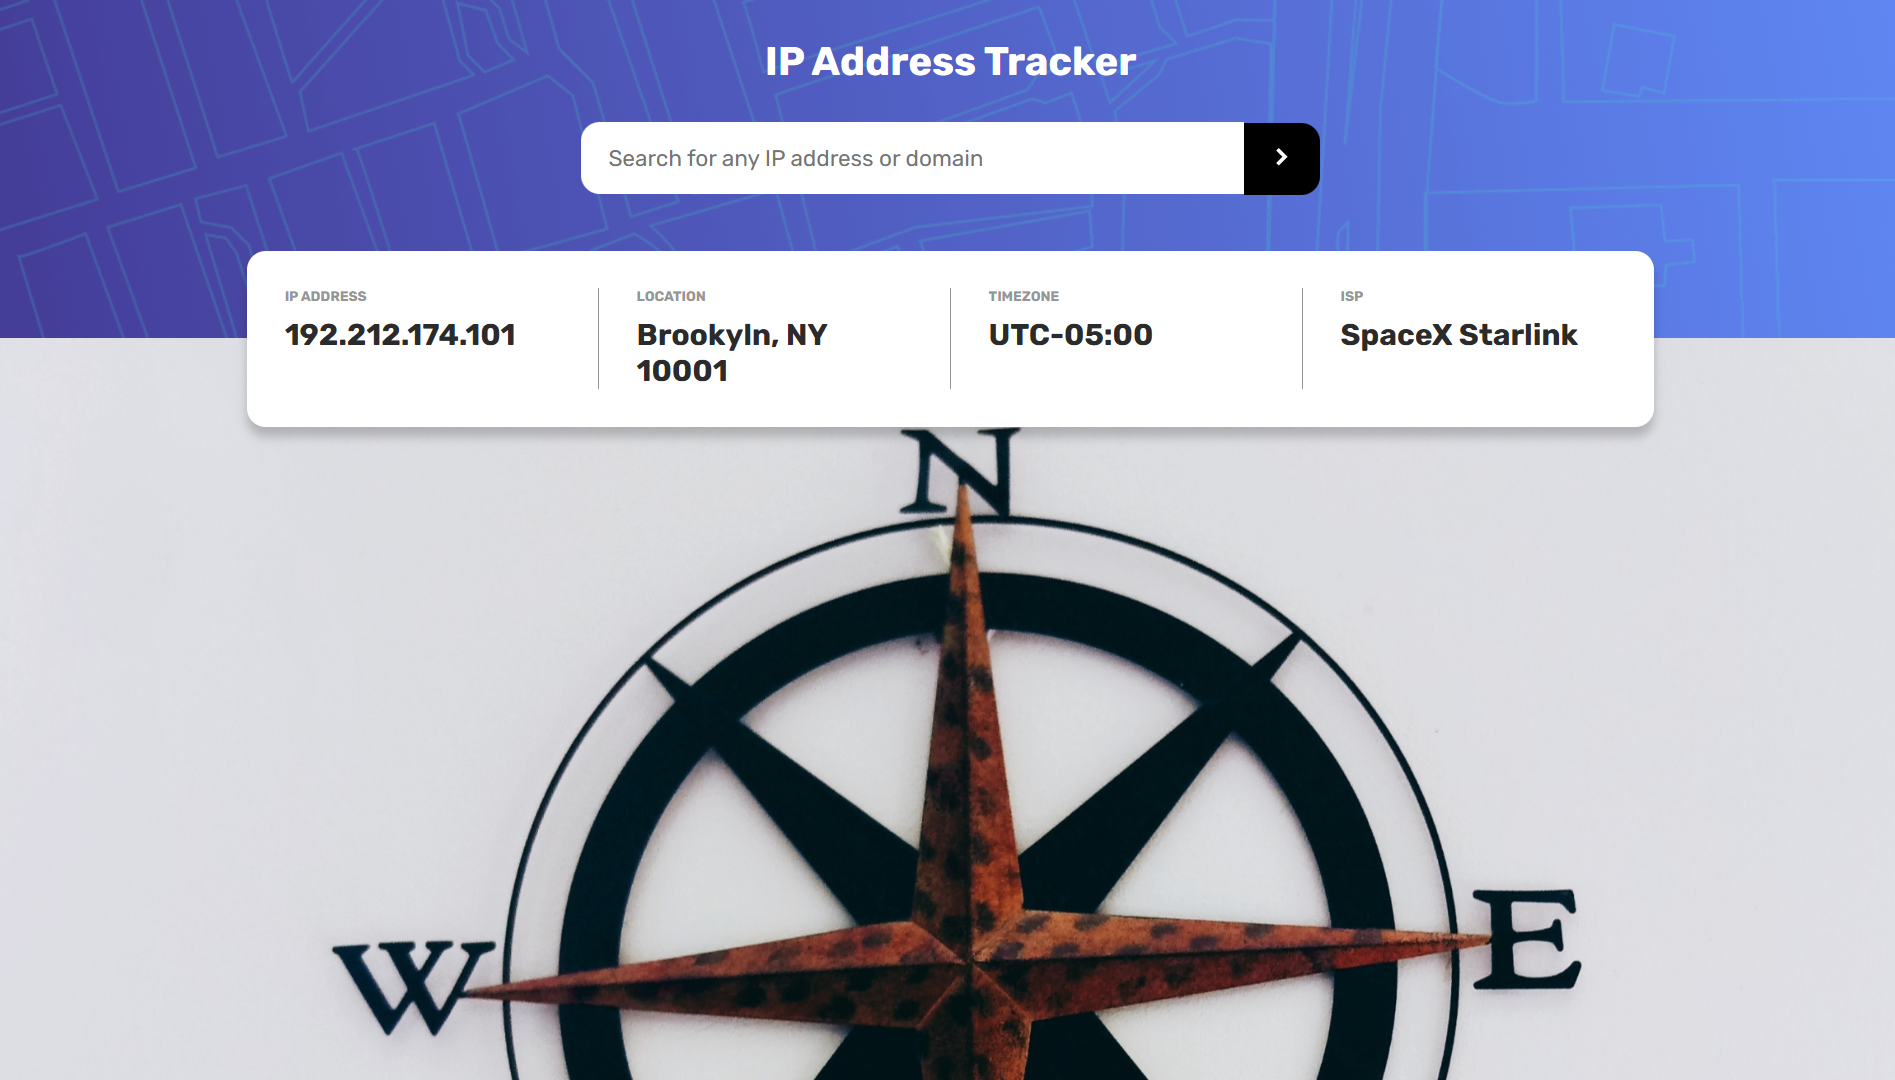 IP Address Tracker
Search for any IP address or domain
IP ADDRESS
192.212.174.101
LOCATION
Brookyln, NY
10001
TIMEZONE
UTC-05:00
ISP
SpaceX Starlink
N
E
W